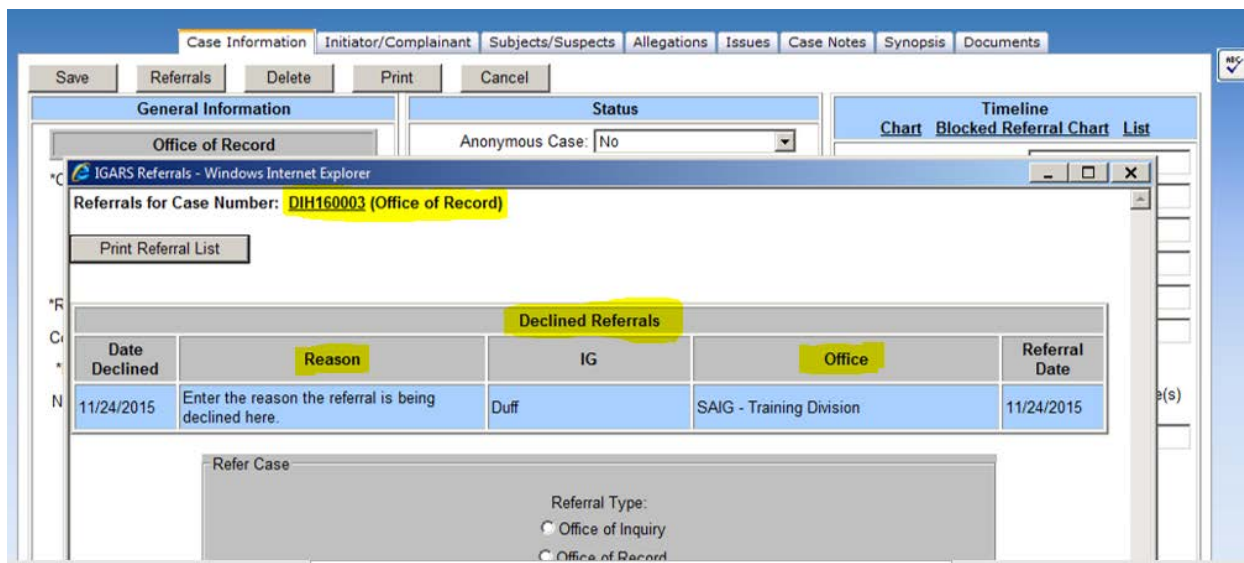 Case Information Initiator/Complainant Subjects/Suspects Allegations Issues Case Notes Synopsis Documents
Save Referrals Delete Print Cancel
General Information Status Timeline
Chart Blocked Referral Chart List
Office of Record Anonymous Case: No
IGARS Referrals - Windows Internet Explorer
Referrals for Case Number: DIH160003 (Office of Record)
Print Referral List
Declined Referrals
Date Declined Reason IG Office Referral Date
11/24/2015 Enter the reason the referral is being declined here. Duff SAIG - Training Division 11/24/2015
Refer Case
Referral Type:
Office of Inquiry
Office of Record